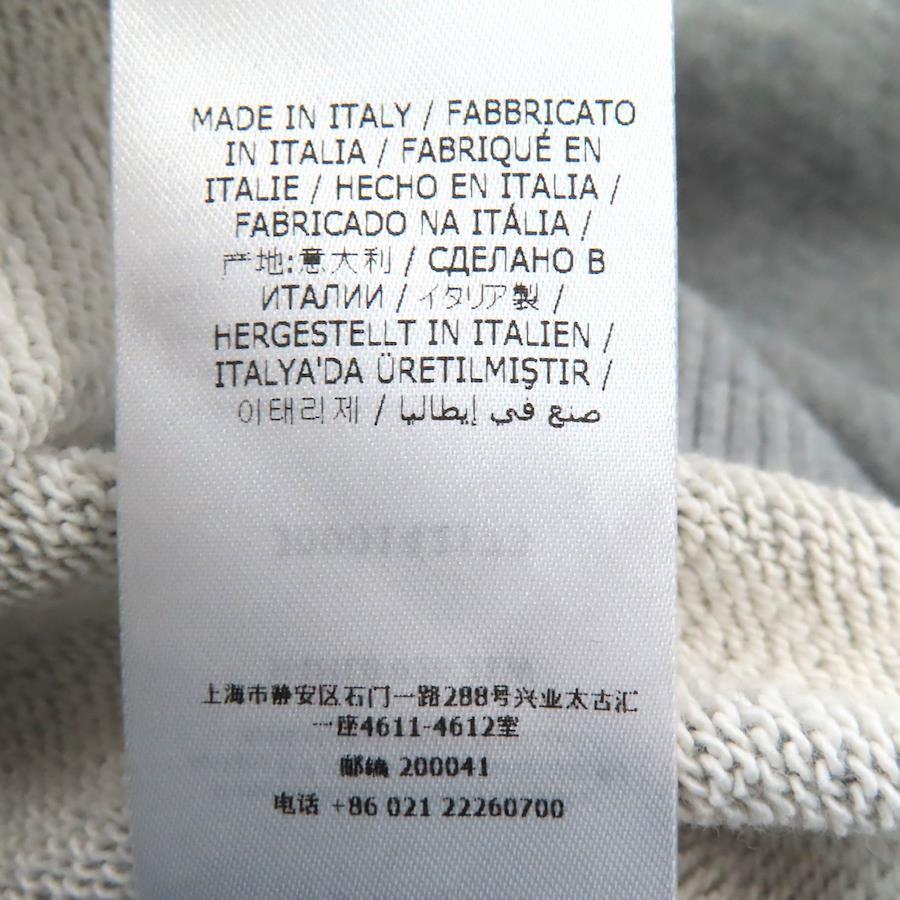 MADE IN ITALY / FABBRICATO
IN ITALIA / FABRIQUÉ EN
ITALIE / HECHO EN ITALIA /
FABRICADO NA ITÁLIA /
产地:意大利 / СДЕЛАНО В
ИТАЛИИ / イタリア製 /
HERGESTELLT IN ITALIEN /
ITALYA'DA ÜRETILMIŞTIR /
이태리제 / صنع في إيطاليا
上海市静安区石门一路288号兴业太古汇
一座4611-4612室
邮编 200041
电话 +86 021 22260700